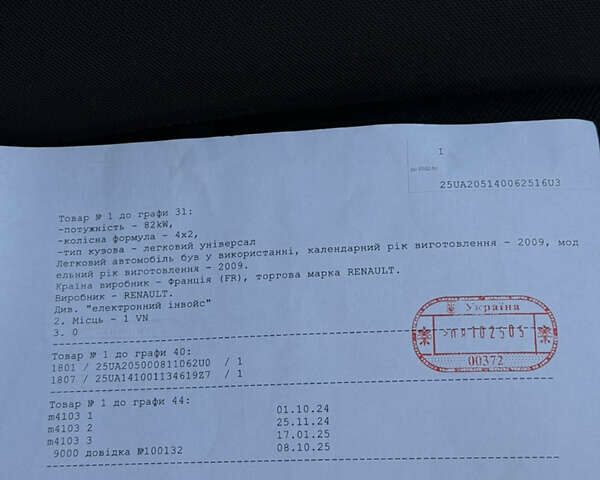 I
25UA205140062516U3
Товар № 1 до графи 31:
-потужність - 82kW,
-колісна формула - 4x2,
-тип кузова - легковий універсал
Легковий автомобіль був у використанні, календарний рік виготовлення - 2009, мод
ельний рік виготовлення - 2009.
Країна виробник - Франція (FR), торгова марка RENAULT.
Виробник - RENAULT.
Див. "електронний інвойс"
2. Місць - 1 VN
3. 0
Україна
00372
Товар № 1 до графи 40:
1801 / 25UA205000811062U0 / 1
1807 / 25UA141001134619Z7 / 1
Товар № 1 до графи 44:
m4103 1 01.10.24
m4103 2 25.11.24
m4103 3 17.01.25
9000 довідка №100132 08.10.25